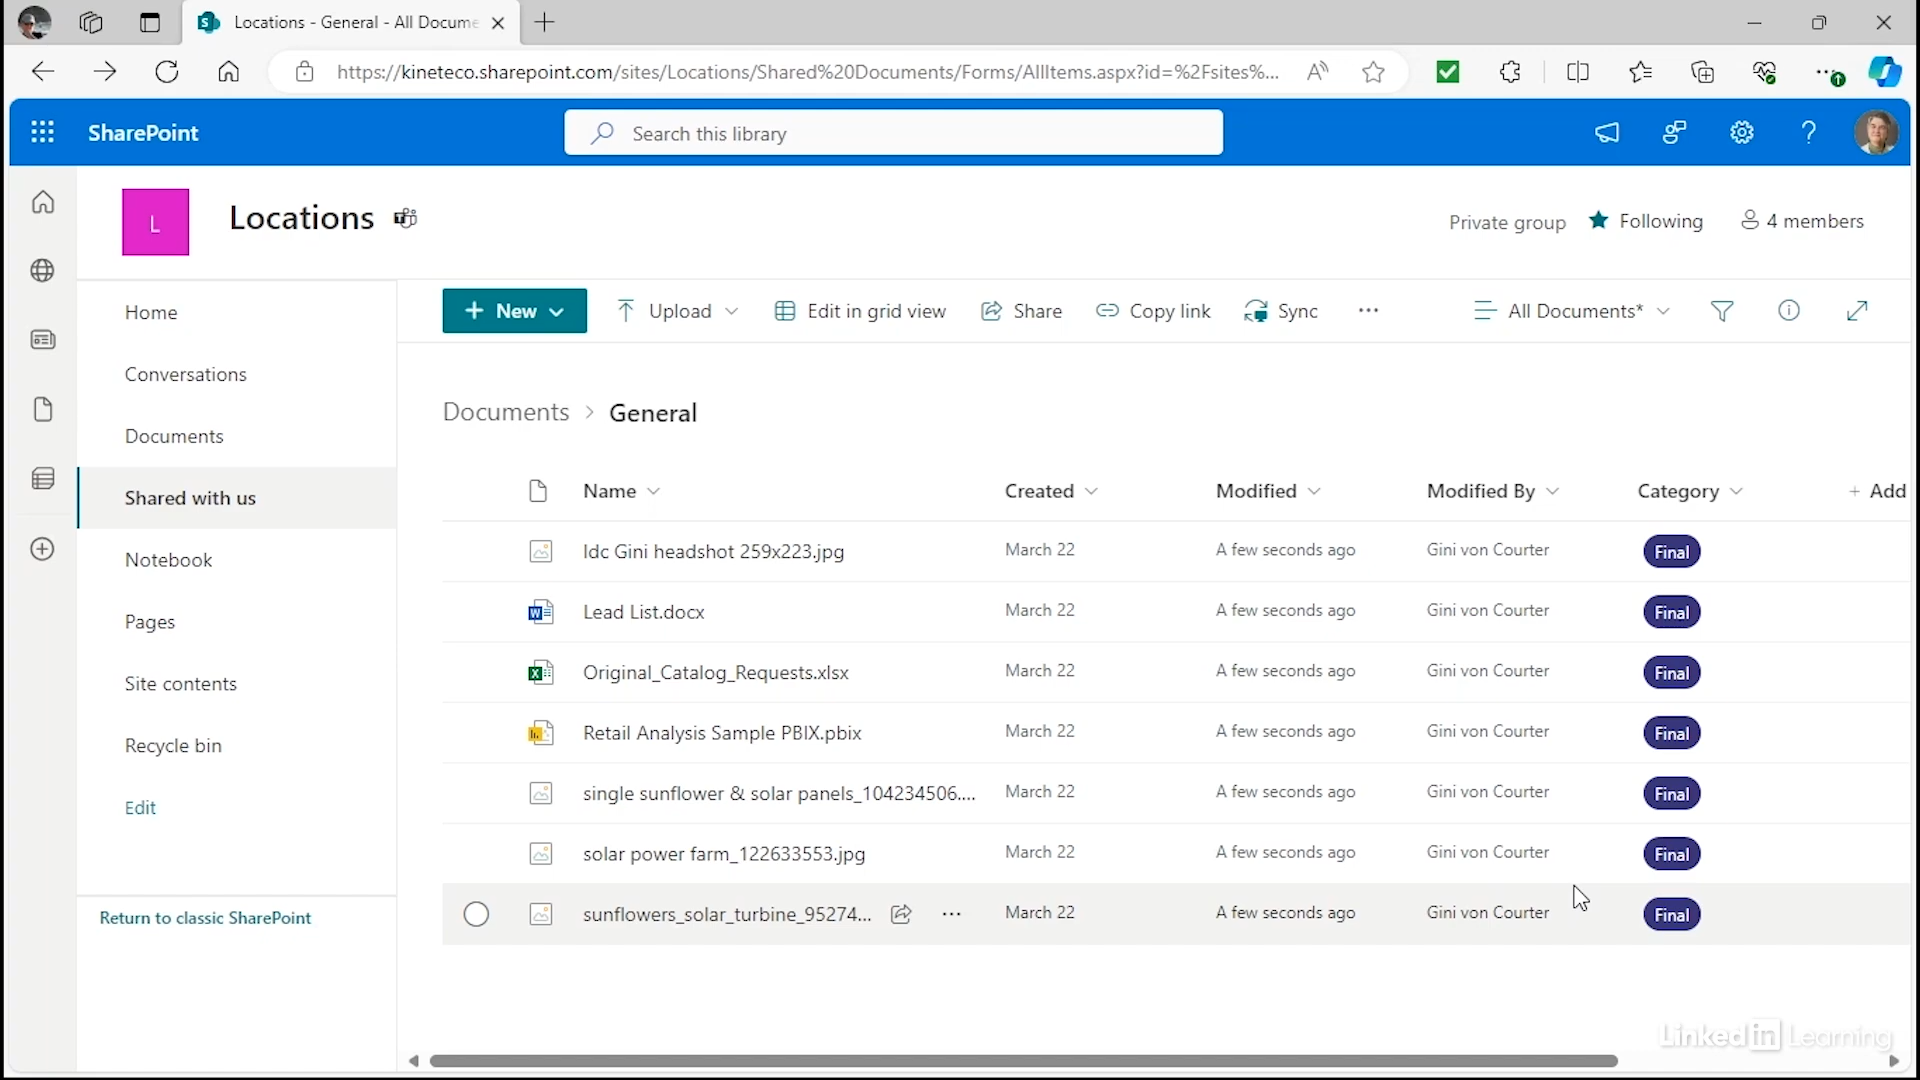 Locations - General - All Docume
https://kineteco.sharepoint.com/sites/Locations/Shared%20Documents/Forms/AllItems.aspx?id=%2Fsites%...
SharePoint
Search this library
L
Locations
Private group
Following
4 members
Home
Conversations
Documents
Shared with us
Notebook
Pages
Site contents
Recycle bin
Edit
Return to classic SharePoint
+ New
Upload
Edit in grid view
Share
Copy link
Sync
...
All Documents*
Documents > General
Name Created Modified Modified By Category + Add
ldc Gini headshot 259x223.jpg March 22 A few seconds ago Gini von Courter Final
Lead List.docx March 22 A few seconds ago Gini von Courter Final
Original_Catalog_Requests.xlsx March 22 A few seconds ago Gini von Courter Final
Retail Analysis Sample PBIX.pbix March 22 A few seconds ago Gini von Courter Final
single sunflower & solar panels_104234506.... March 22 A few seconds ago Gini von Courter Final
solar power farm_122633553.jpg March 22 A few seconds ago Gini von Courter Final
sunflowers_solar_turbine_95274... ... March 22 A few seconds ago Gini von Courter Final
LinkedIn Learning